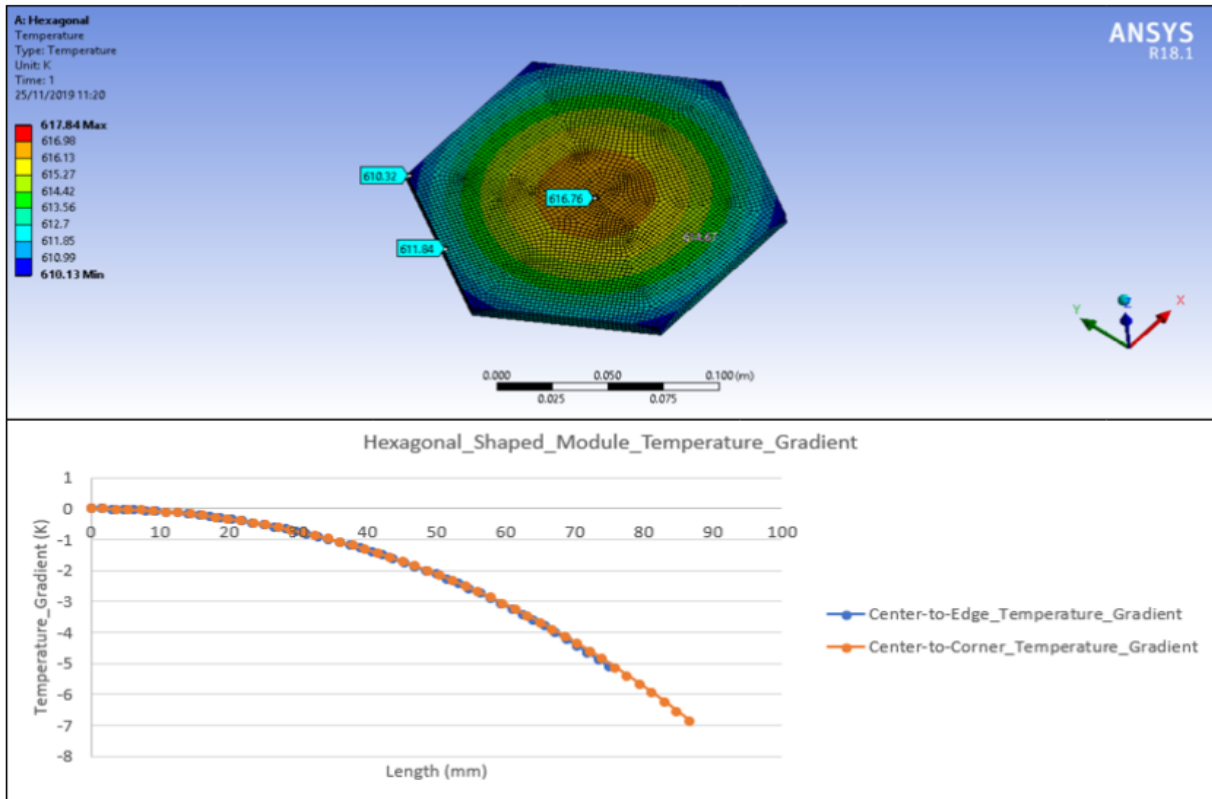 A: Hexagonal
Temperature
Type: Temperature
Unit: K
Time: 1
25/11/2019 11:20
ANSYS
R18.1
617.84 Max
616.98
616.13
615.27
614.42
613.56
612.7
611.85
610.99
610.13 Min
610.32
616.76
611.84
614.67
Y
Z
X
0.000
0.050
0.100 (m)
0.025
0.075
Hexagonal_Shaped_Module_Temperature_Gradient
Temperature_Gradient (K)
1
0
-1
-2
-3
-4
-5
-6
-7
-8
0 10 20 30 40 50 60 70 80 90 100
Length (mm)
Center-to-Edge_Temperature_Gradient
Center-to-Corner_Temperature_Gradient